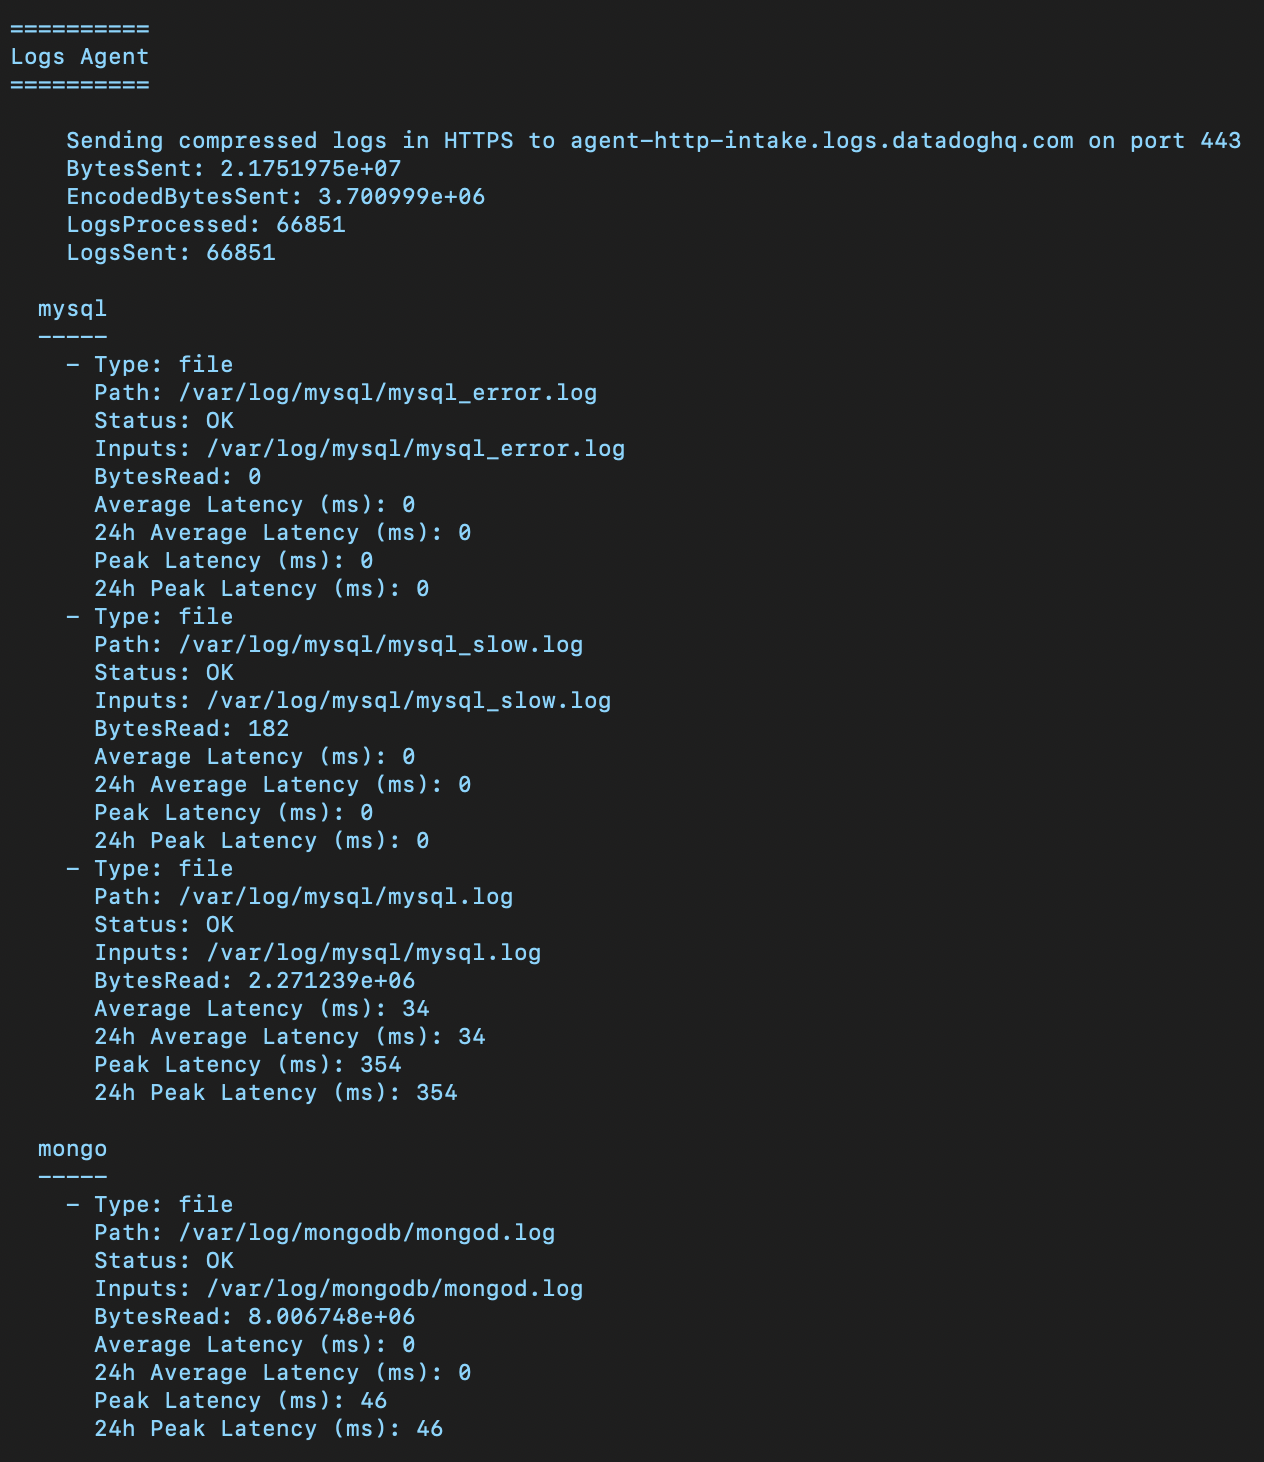 ==========
Logs Agent
==========
Sending compressed logs in HTTPS to agent-http-intake.logs.datadoghq.com on port 443
BytesSent: 2.1751975e+07
EncodedBytesSent: 3.700999e+06
LogsProcessed: 66851
LogsSent: 66851
mysql
-----
- Type: file
Path: /var/log/mysql/mysql_error.log
Status: OK
Inputs: /var/log/mysql/mysql_error.log
BytesRead: 0
Average Latency (ms): 0
24h Average Latency (ms): 0
Peak Latency (ms): 0
24h Peak Latency (ms): 0
- Type: file
Path: /var/log/mysql/mysql_slow.log
Status: OK
Inputs: /var/log/mysql/mysql_slow.log
BytesRead: 182
Average Latency (ms): 0
24h Average Latency (ms): 0
Peak Latency (ms): 0
24h Peak Latency (ms): 0
- Type: file
Path: /var/log/mysql/mysql.log
Status: OK
Inputs: /var/log/mysql/mysql.log
BytesRead: 2.271239e+06
Average Latency (ms): 34
24h Average Latency (ms): 34
Peak Latency (ms): 354
24h Peak Latency (ms): 354
mongo
-----
- Type: file
Path: /var/log/mongodb/mongod.log
Status: OK
Inputs: /var/log/mongodb/mongod.log
BytesRead: 8.006748e+06
Average Latency (ms): 0
24h Average Latency (ms): 0
Peak Latency (ms): 46
24h Peak Latency (ms): 46